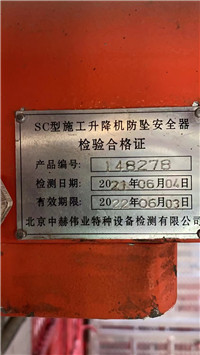 SC型施工升降机防坠安全器
检验合格证
产品编号: 148278
检测日期: 2021年06月04日
有效期限: 2022年06月03日
北京中赫伟业特种设备检测有限公司